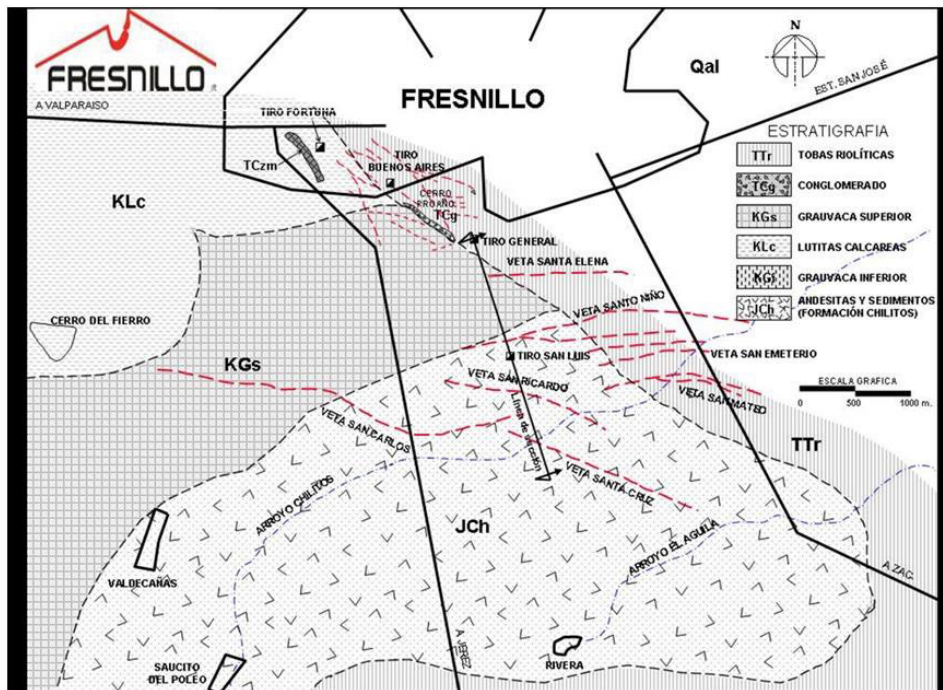 FRESNILLO
A VALPARAISO
TIRO FORTUNA
TCzm
FRESNILLO
Qal
N
EST. SAN JOSÉ
TIRO
BUENOS AIRES
CERRO
PROAÑO
TCg
KLc
TIRO GENERAL
VETA SANTA ELENA
VETA SANTO NIÑO
CERRO DEL FIERRO
KGs
TIRO SAN LUIS
VETA SAN EMETERIO
VETA SAN RICARDO
VETA SAN MATEO
VETA SAN CARLOS
Línea de sección
VETA SANTA CRUZ
TTr
ARROYO CHILITOS
JCh
ARROYO EL AGUILA
VALDECAÑAS
A ZAC.
SAUCITO
DEL POLEO
A JEREZ
RIVERA
ESTRATIGRAFIA
TTr TOBAS RIOLÍTICAS
TCg CONGLOMERADO
KGs GRAUVACA SUPERIOR
KLc LUTITAS CALCAREAS
KGi GRAUVACA INFERIOR
JCh ANDESITAS Y SEDIMENTOS
(FORMACIÓN CHILITOS)
ESCALA GRAFICA
0 500 1000 m.